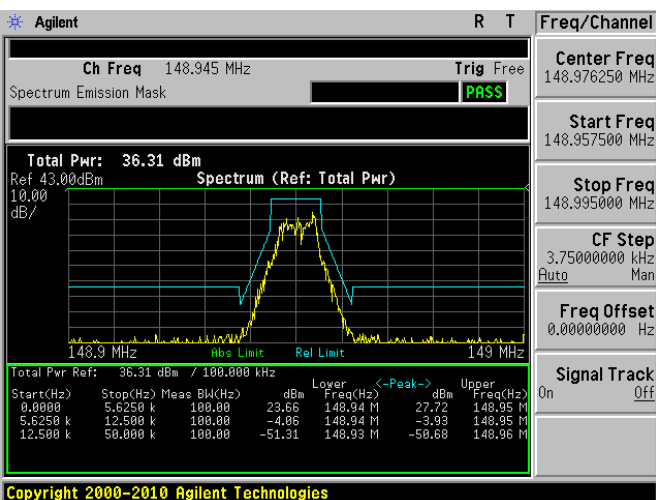 Agilent R T Freq/Channel
Ch Freq 148.945 MHz Trig Free
Spectrum Emission Mask PASS
Center Freq
148.976250 MHz
Start Freq
148.957500 MHz
Stop Freq
148.995000 MHz
CF Step
3.75000000 kHz
Auto Man
Freq Offset
0.00000000 Hz
Signal Track
On Off
Total Pwr: 36.31 dBm
Ref 43.00dBm Spectrum (Ref: Total Pwr)
10.00
dB/
148.9 MHz Abs Limit Rel Limit 149 MHz
Total Pwr Ref: 36.31 dBm / 100.000 kHz
Lower <-Peak-> Upper
Start(Hz) Stop(Hz) Meas BW(Hz) dBm Freq(Hz) dBm Freq(Hz)
0.0000 5.6250 k 100.00 23.66 148.94 M 27.72 148.95 M
5.6250 k 12.500 k 100.00 -4.06 148.94 M -3.93 148.95 M
12.500 k 50.000 k 100.00 -51.31 148.93 M -50.68 148.96 M
Copyright 2000-2010 Agilent Technologies